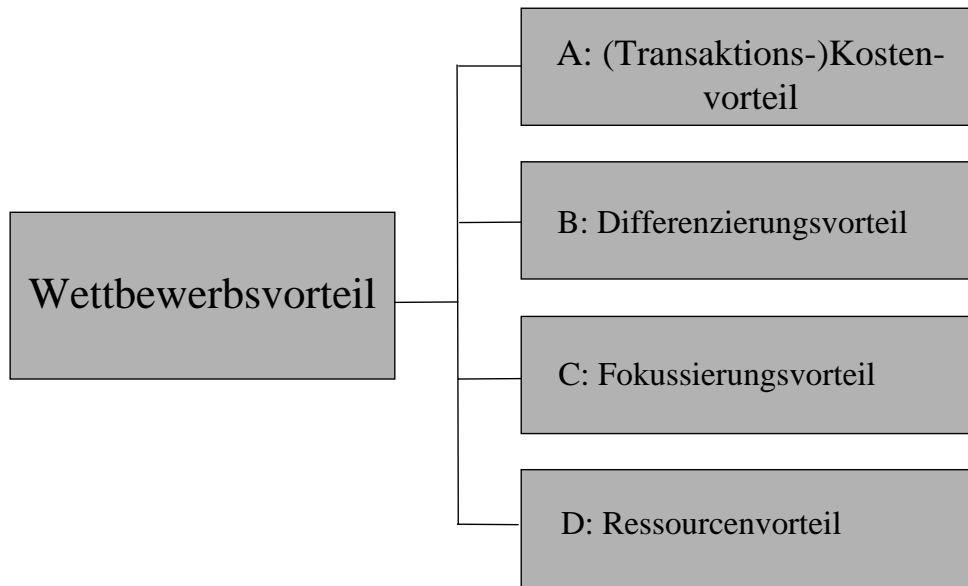 A: (Transaktions-)Kosten-
vorteil
B: Differenzierungsvorteil
Wettbewerbsvorteil
C: Fokussierungsvorteil
D: Ressourcenvorteil